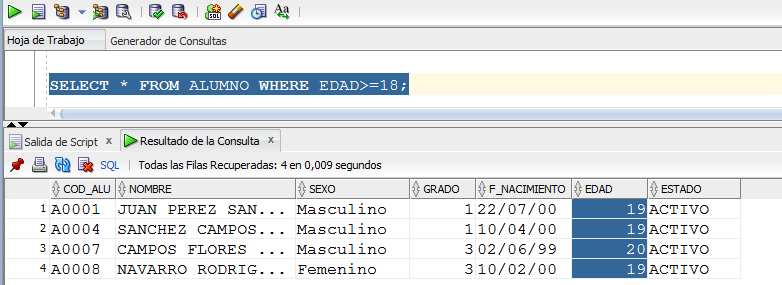 SQL
Aa
Hoja de Trabajo Generador de Consultas
SELECT * FROM ALUMNO WHERE EDAD>=18;
Salida de Script x Resultado de la Consulta x
SQL | Todas las Filas Recuperadas: 4 en 0,009 segundos
COD_ALU NOMBRE SEXO GRADO F_NACIMIENTO EDAD ESTADO
1 A0001 JUAN PEREZ SAN... Masculino 1 22/07/00 19 ACTIVO
2 A0004 SANCHEZ CAMPOS... Masculino 1 10/04/00 19 ACTIVO
3 A0007 CAMPOS FLORES ... Masculino 3 02/06/99 20 ACTIVO
4 A0008 NAVARRO RODRIG... Femenino 3 10/02/00 19 ACTIVO